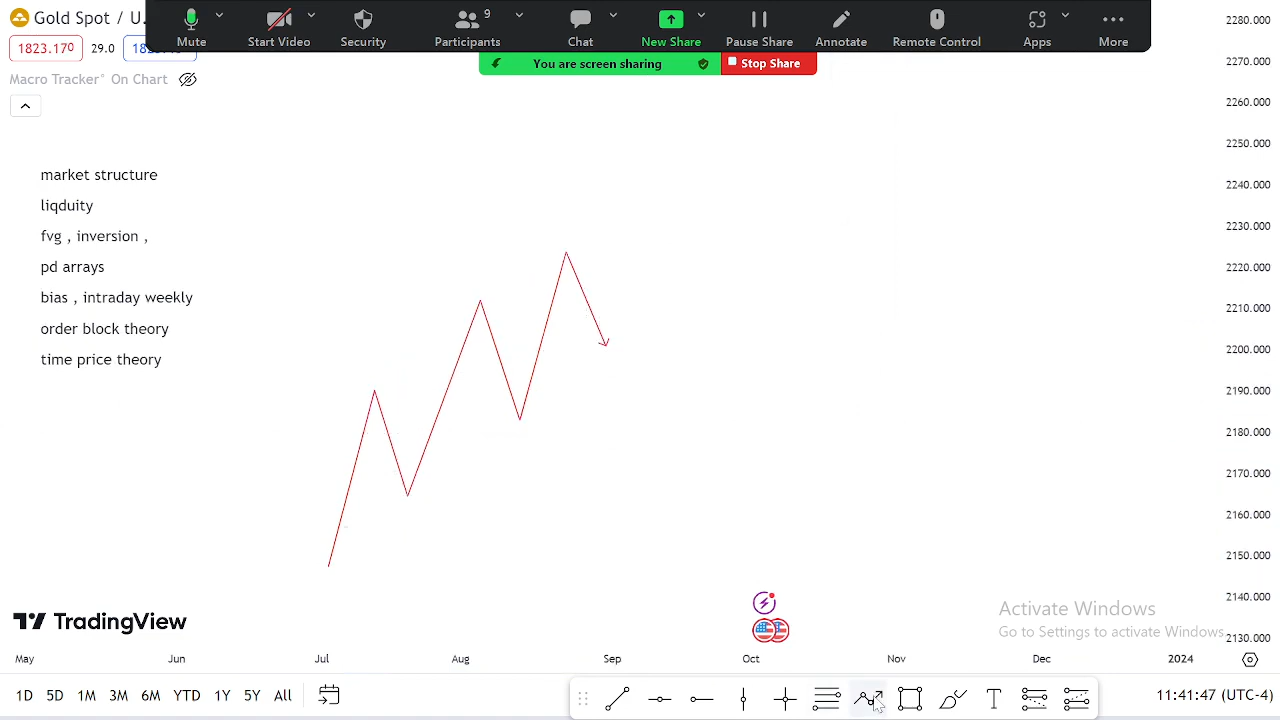 Gold Spot / U.
Mute
Start Video
Security
Participants
9
Chat
New Share
Pause Share
Annotate
Remote Control
Apps
More
You are screen sharing
Stop Share
1823.170
29.0
Macro Tracker° On Chart
market structure
liqduity
fvg , inversion ,
pd arrays
bias , intraday weekly
order block theory
time price theory
2280.000
2270.000
2260.000
2250.000
2240.000
2230.000
2220.000
2210.000
2200.000
2190.000
2180.000
2170.000
2160.000
2150.000
2140.000
2130.000
TradingView
Activate Windows
Go to Settings to activate Windows.
May Jun Jul Aug Sep Oct Nov Dec 2024
1D 5D 1M 3M 6M YTD 1Y 5Y All
T
11:41:47 (UTC-4)